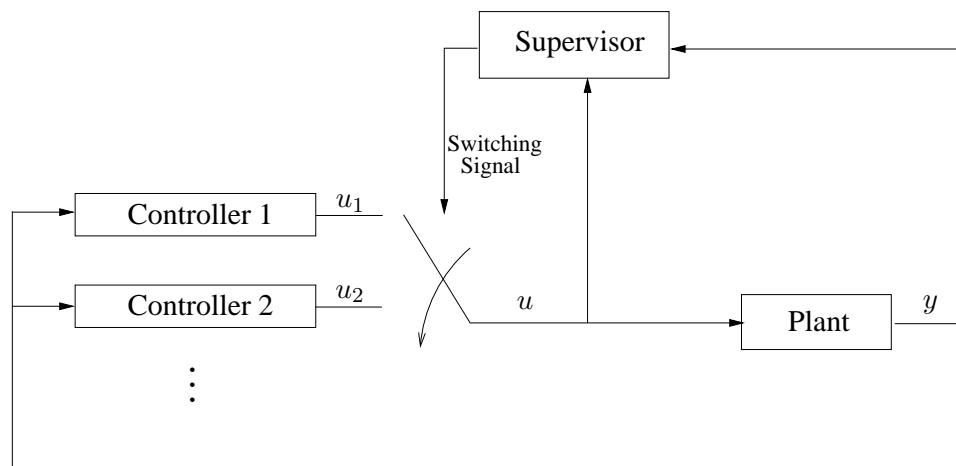 Supervisor
Switching
Signal
Controller 1
u₁
Controller 2
u₂
u
Plant
y